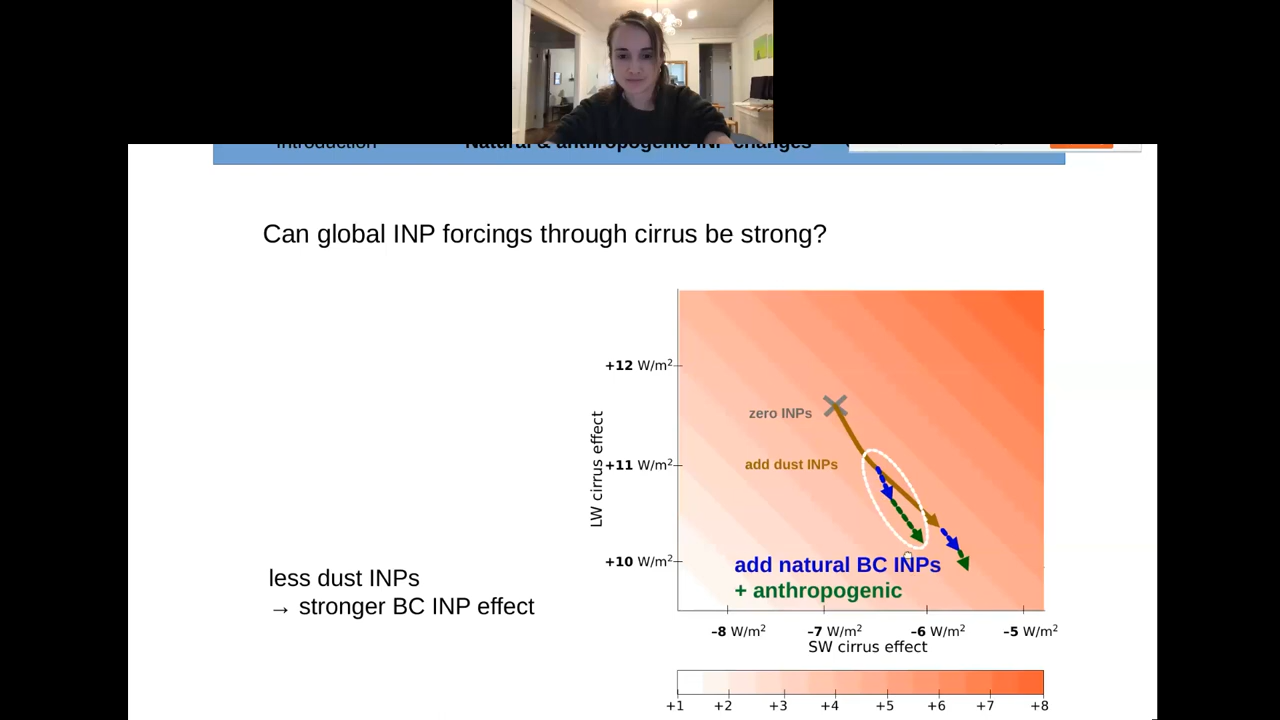 Introduction Natural & anthropogenic INP changes
Can global INP forcings through cirrus be strong?
+12 W/m²
zero INPs
add dust INPs
+11 W/m²
LW cirrus effect
+10 W/m²
add natural BC INPs
+ anthropogenic
less dust INPs
→ stronger BC INP effect
–8 W/m² –7 W/m² –6 W/m² –5 W/m²
SW cirrus effect
+1 +2 +3 +4 +5 +6 +7 +8